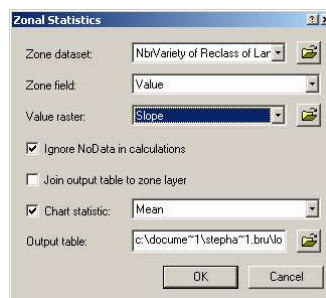 Zonal Statistics
Zone dataset: NbrVariety of Reclass of Lar
Zone field: Value
Value raster: Slope
Ignore NoData in calculations
Join output table to zone layer
Chart statistic: Mean
Output table: c:\docume~1\stepha~1.bru\lo
OK Cancel